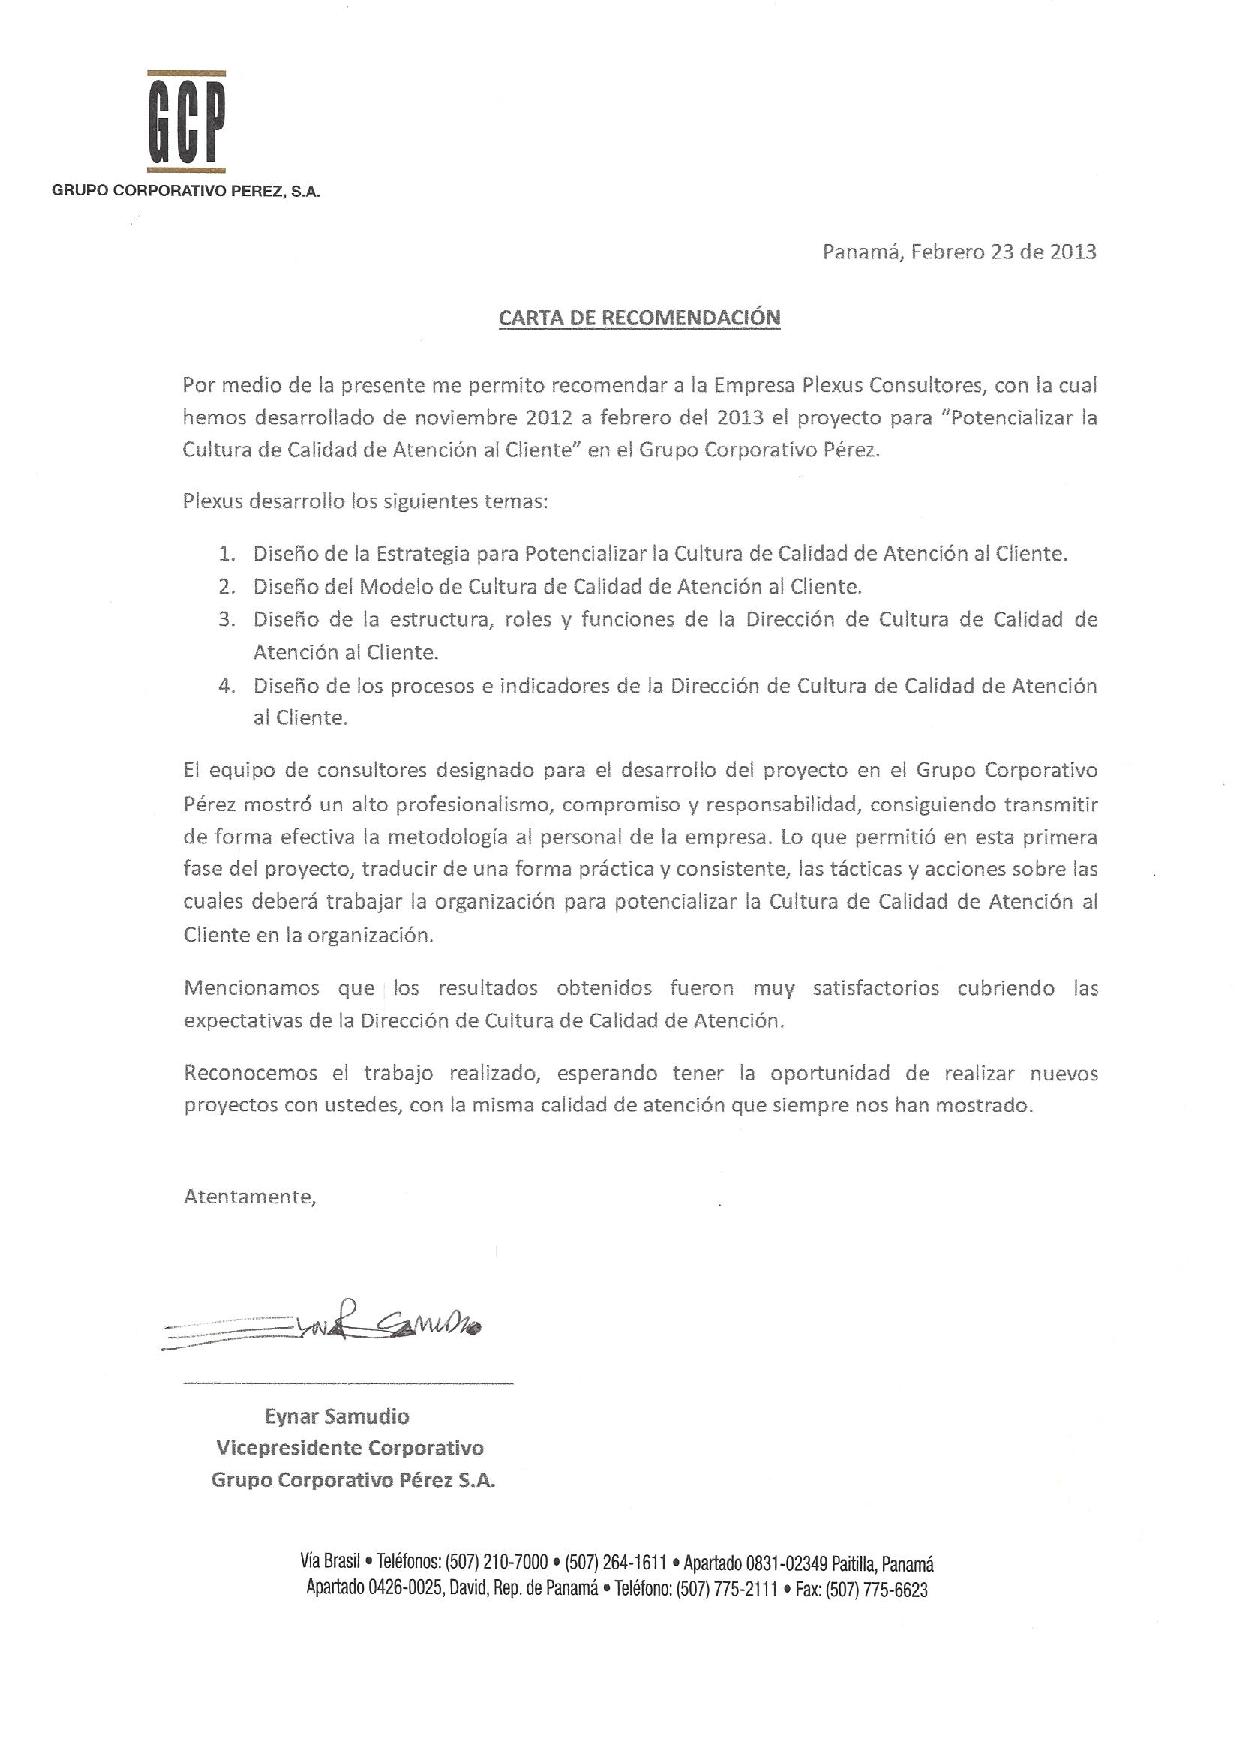 GCP
GRUPO CORPORATIVO PEREZ, S.A.
Panamá, Febrero 23 de 2013
CARTA DE RECOMENDACIÓN
Por medio de la presente me permito recomendar a la Empresa Plexus Consultores, con la cual
hemos desarrollado de noviembre 2012 a febrero del 2013 el proyecto para "Potencializar la
Cultura de Calidad de Atención al Cliente" en el Grupo Corporativo Pérez.
Plexus desarrollo los siguientes temas:
1. Diseño de la Estrategia para Potencializar la Cultura de Calidad de Atención al Cliente.
2. Diseño del Modelo de Cultura de Calidad de Atención al Cliente.
3. Diseño de la estructura, roles y funciones de la Dirección de Cultura de Calidad de
Atención al Cliente.
4. Diseño de los procesos e indicadores de la Dirección de Cultura de Calidad de Atención
al Cliente.
El equipo de consultores designado para el desarrollo del proyecto en el Grupo Corporativo
Pérez mostró un alto profesionalismo, compromiso y responsabilidad, consiguiendo transmitir
de forma efectiva la metodología al personal de la empresa. Lo que permitió en esta primera
fase del proyecto, traducir de una forma práctica y consistente, las tácticas y acciones sobre las
cuales deberá trabajar la organización para potencializar la Cultura de Calidad de Atención al
Cliente en la organización.
Mencionamos que los resultados obtenidos fueron muy satisfactorios cubriendo las
expectativas de la Dirección de Cultura de Calidad de Atención.
Reconocemos el trabajo realizado, esperando tener la oportunidad de realizar nuevos
proyectos con ustedes, con la misma calidad de atención que siempre nos han mostrado.
Atentamente,
Eynar Samudio
Eynar Samudio
Vicepresidente Corporativo
Grupo Corporativo Pérez S.A.
Vía Brasil • Teléfonos: (507) 210-7000 • (507) 264-1611 • Apartado 0831-02349 Paitilla, Panamá
Apartado 0426-0025, David, Rep. de Panamá • Teléfono: (507) 775-2111 • Fax: (507) 775-6623